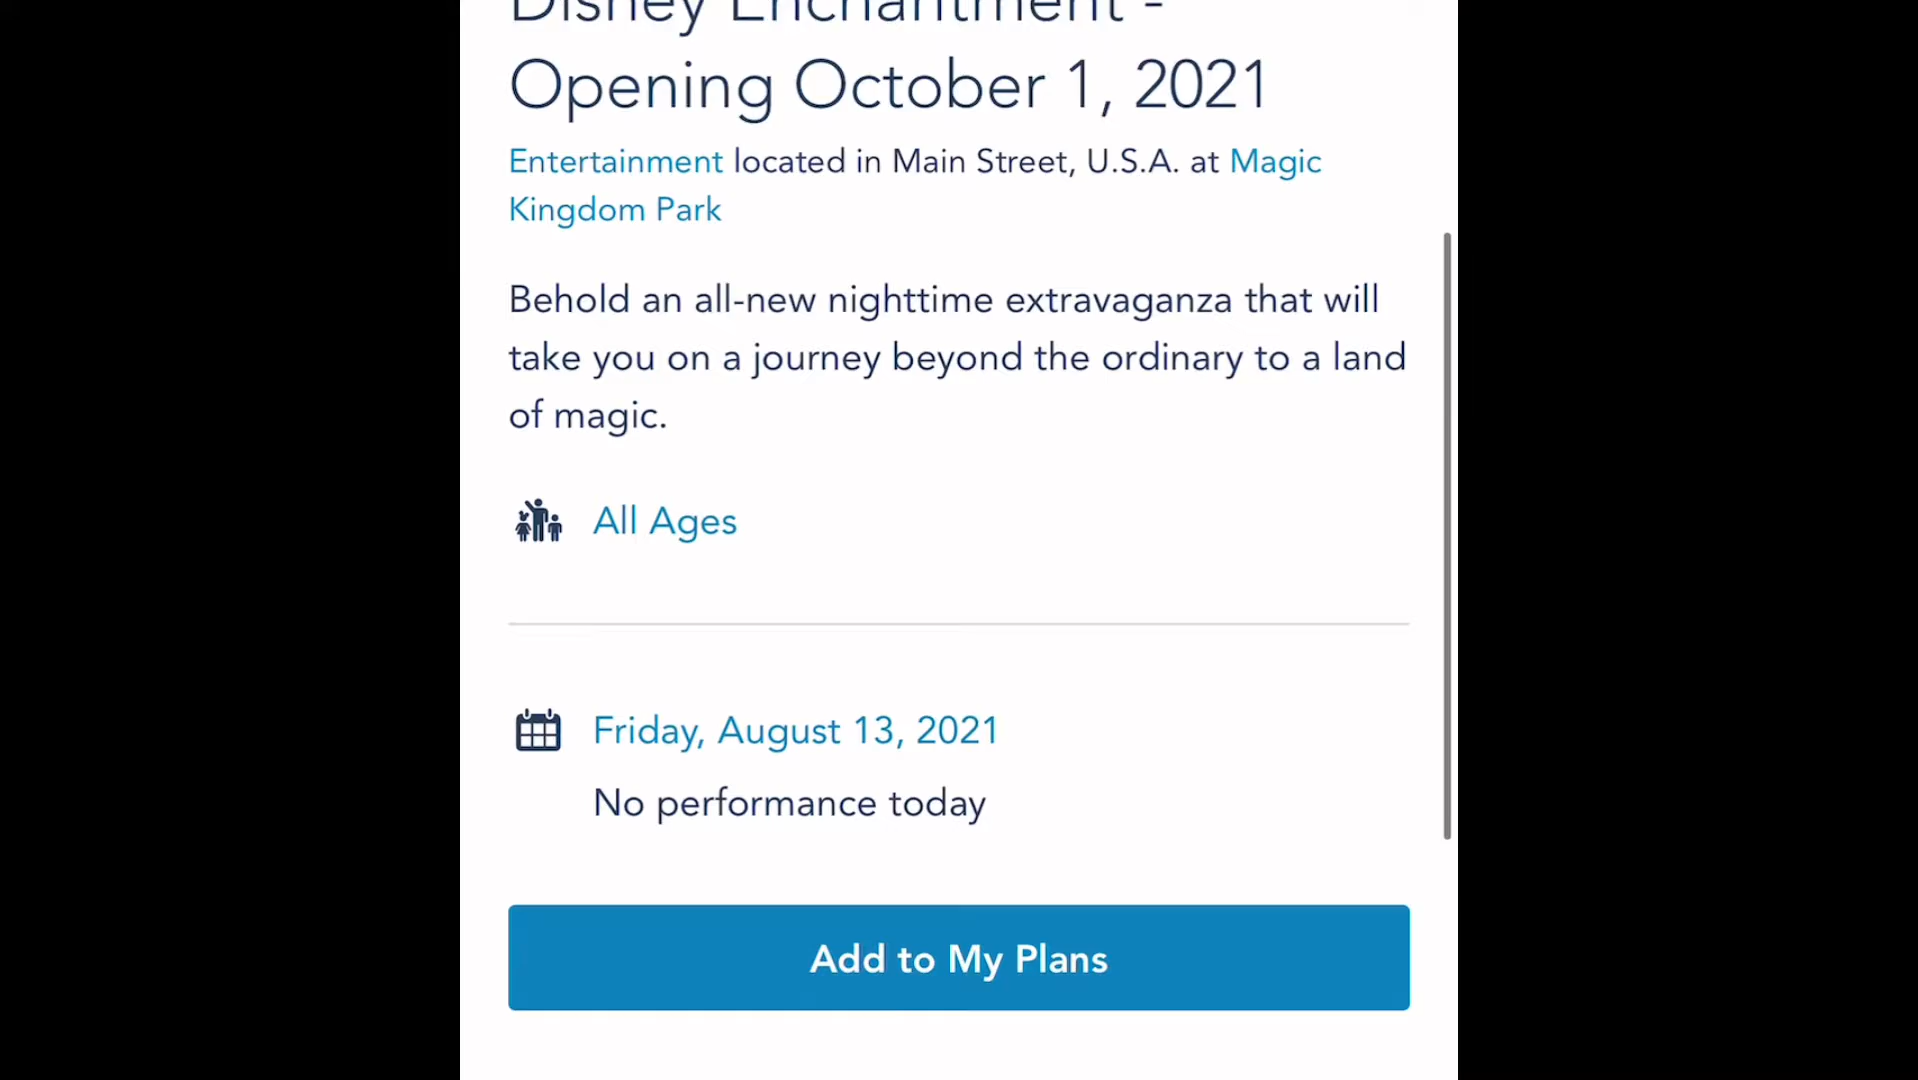 Disney Enchantment -
Opening October 1, 2021
Entertainment located in Main Street, U.S.A. at Magic
Kingdom Park
Behold an all-new nighttime extravaganza that will
take you on a journey beyond the ordinary to a land
of magic.
All Ages
Friday, August 13, 2021
No performance today
Add to My Plans